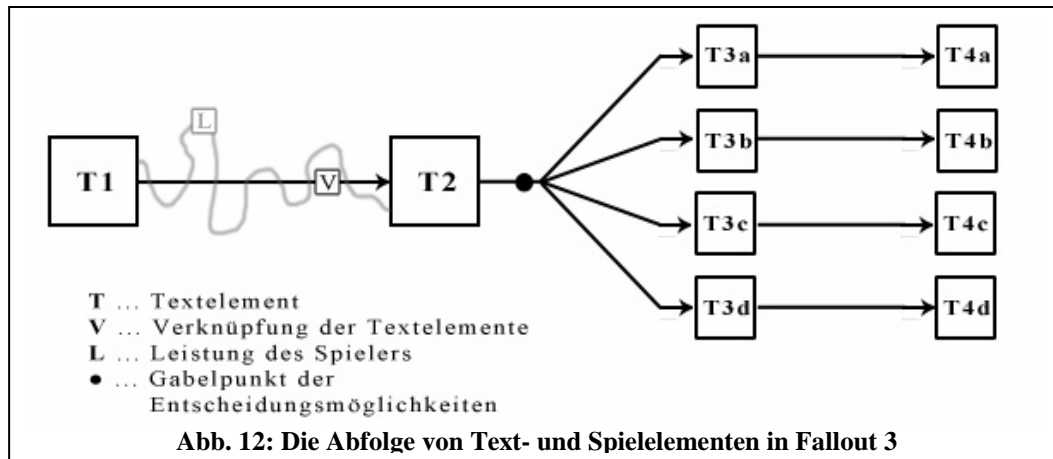 T3a T4a
L
T3b T4b
T1 V T2
T3c T4c
T3d T4d
T ... Textelement
V ... Verknüpfung der Textelemente
L ... Leistung des Spielers
● ... Gabelpunkt der
Entscheidungsmöglichkeiten
Abb. 12: Die Abfolge von Text- und Spielelementen in Fallout 3